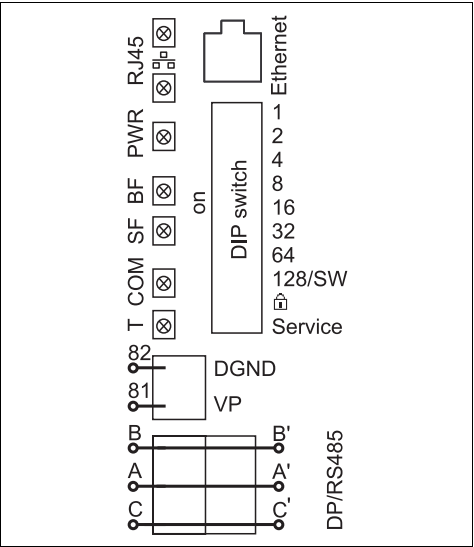 RJ45
Ethernet
PWR
BF
SF
COM
T
on
DIP switch
1
2
4
8
16
32
64
128/SW
Service
82
DGND
81
VP
B B'
A A'
C C'
DP/RS485